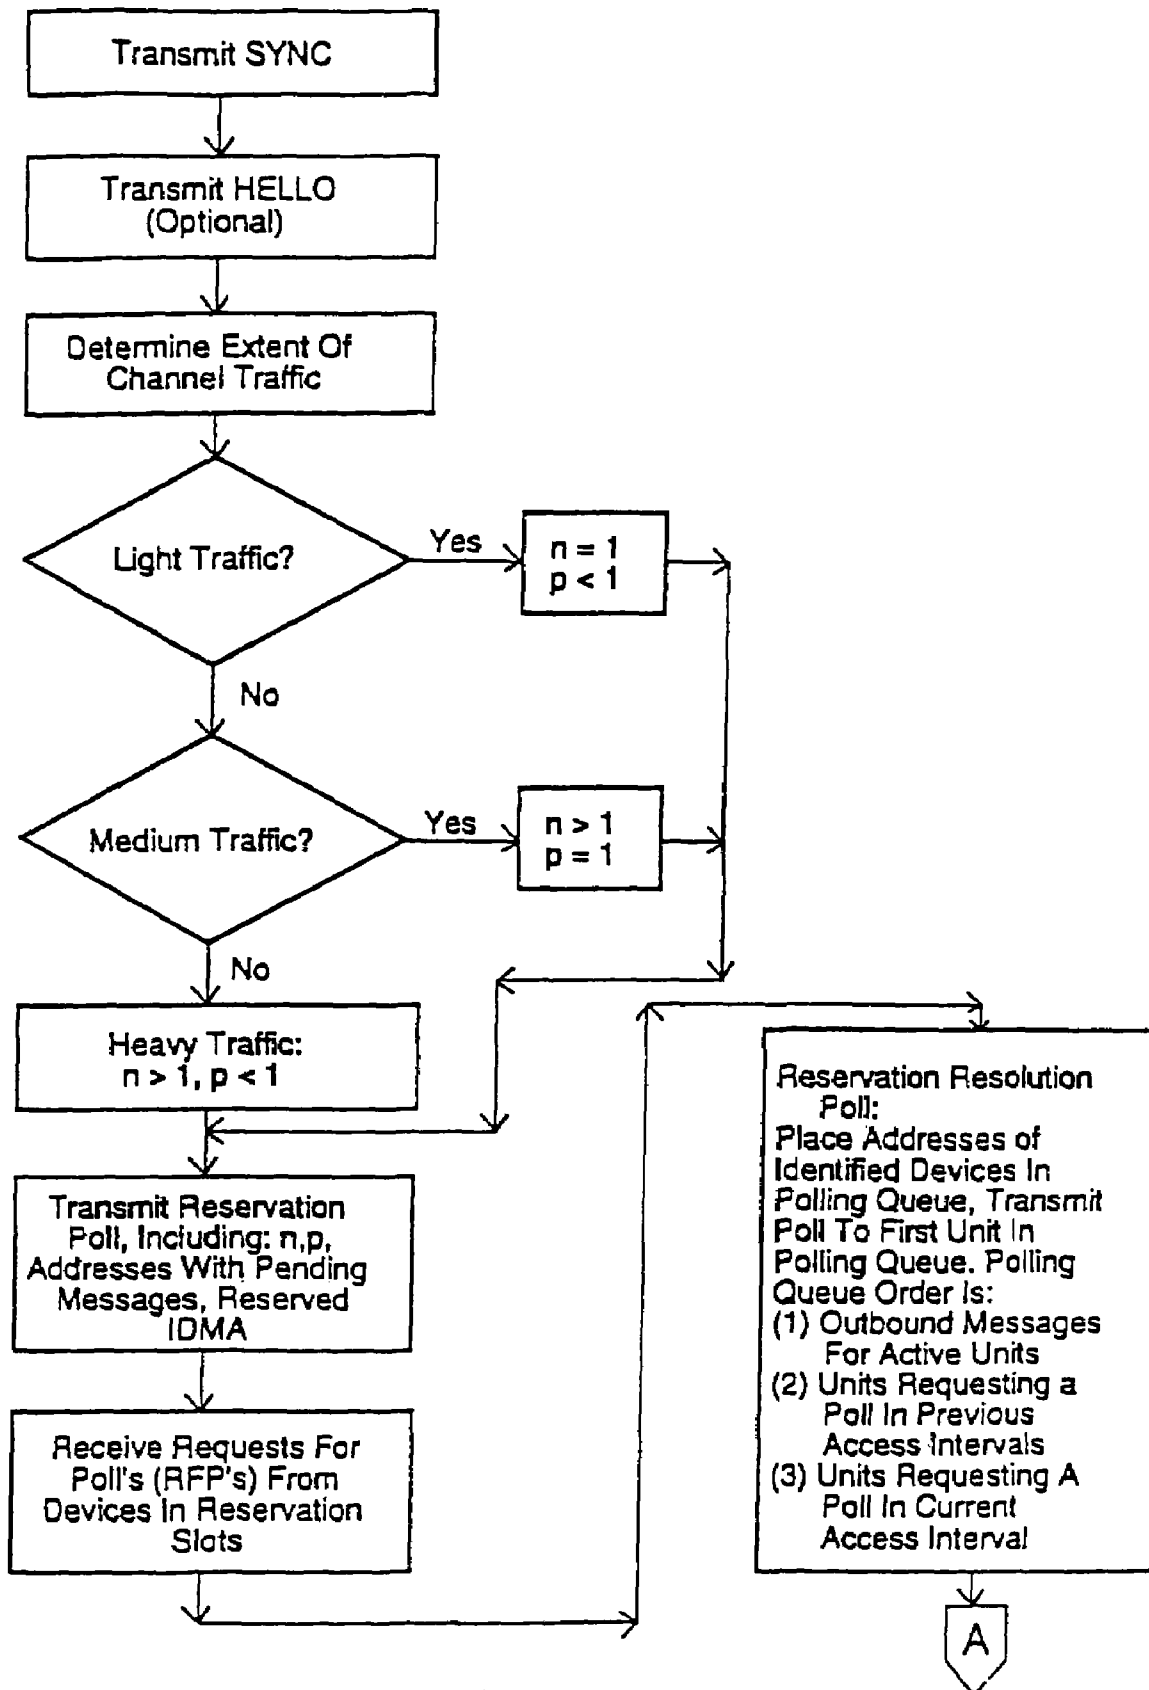 Transmit SYNC
Transmit HELLO
(Optional)
Determine Extent Of
Channel Traffic
Light Traffic?
Yes
n = 1
p < 1
No
Medium Traffic?
Yes
n > 1
p = 1
No
Heavy Traffic:
n > 1, p < 1
Transmit Reservation
Poll, Including: n,p,
Addresses With Pending
Messages, Reserved
IDMA
Receive Requests For
Poll's (RFP's) From
Devices In Reservation
Slots
Reservation Resolution
Poll:
Place Addresses of
Identified Devices In
Polling Queue, Transmit
Poll To First Unit In
Polling Queue. Polling
Queue Order Is:
(1) Outbound Messages
For Active Units
(2) Units Requesting a
Poll In Previous
Access Intervals
(3) Units Requesting A
Poll In Current
Access Interval
A